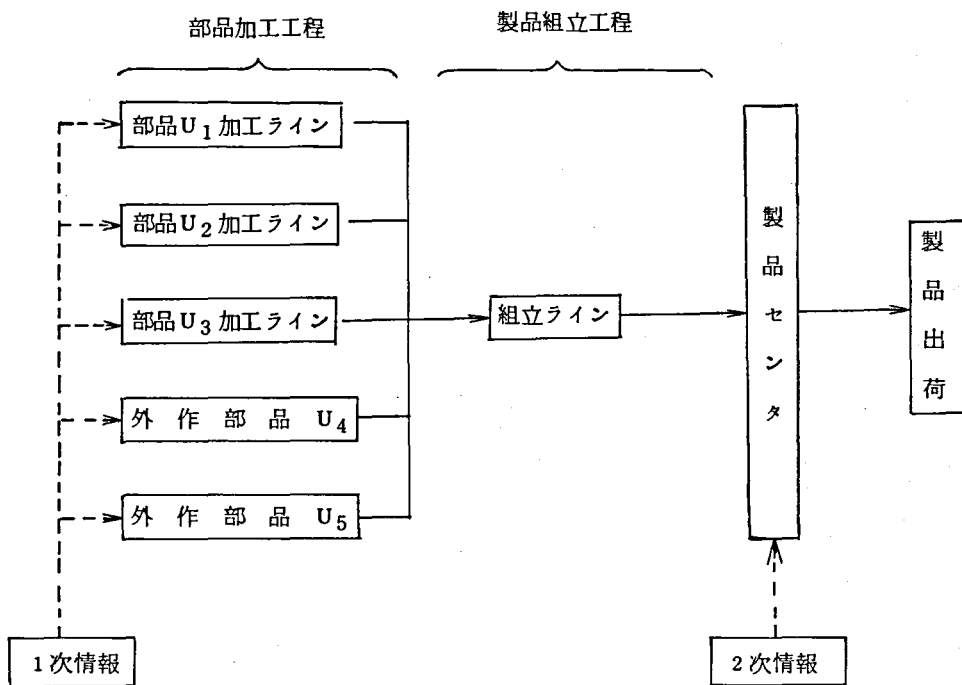 部品加工工程
製品組立工程
部品U1加工ライン
部品U2加工ライン
部品U3加工ライン
外作部品U4
外作部品U5
組立ライン
製品センタ
製品出荷
1次情報
2次情報